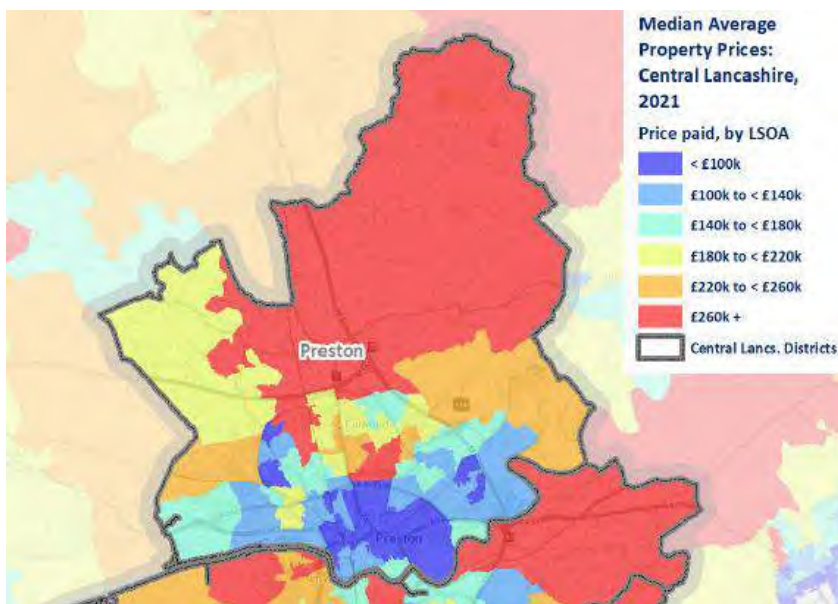 Median Average
Property Prices:
Central Lancashire,
2021
Price paid, by LSOA
< £100k
£100k to < £140k
£140k to < £180k
£180k to < £220k
£220k to < £260k
£260k +
Central Lancs. Districts
Preston
Preston